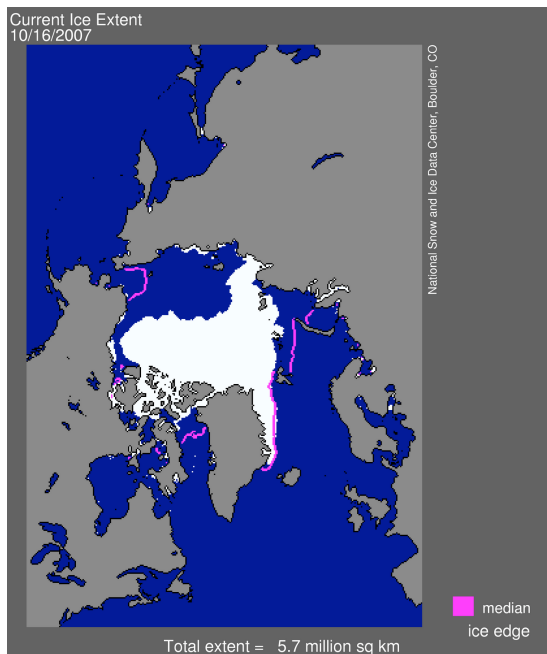 Current Ice Extent
10/16/2007
National Snow and Ice Data Center, Boulder, CO
median
ice edge
Total extent = 5.7 million sq km